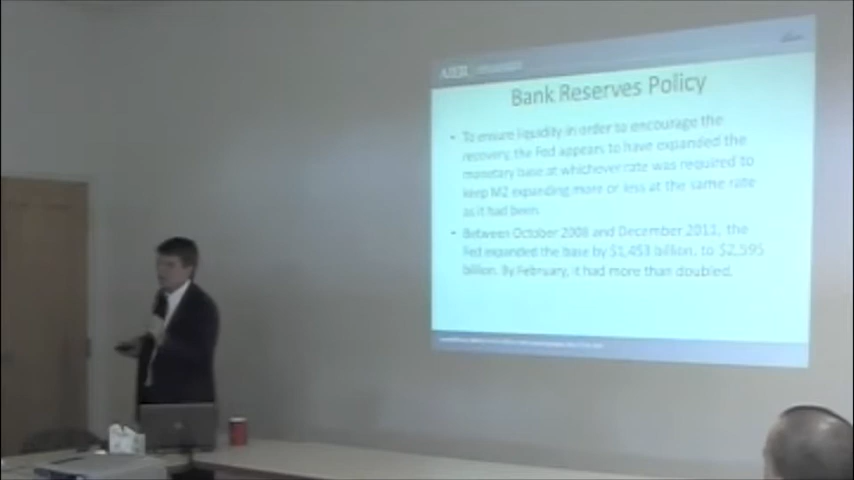 AIER
Bank Reserves Policy
• To ensure liquidity in order to encourage the
recovery, the Fed appears to have expanded the
monetary base at whichever rate was required to
keep M2 expanding more or less at the same rate
as it had been.
• Between October 2008 and December 2011, the
Fed expanded the base by $1,453 billion, to $2,595
billion. By February, it had more than doubled.